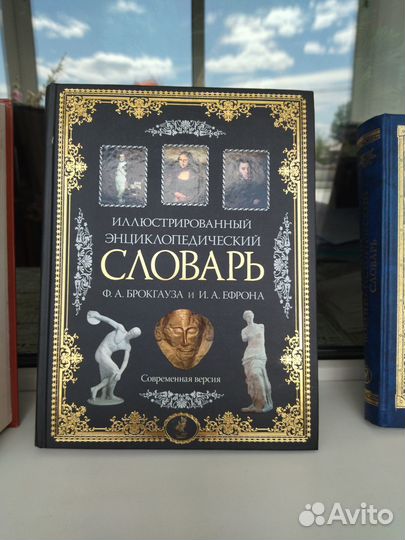 ИЛЛЮСТРИРОВАННЫЙ
ЭНЦИКЛОПЕДИЧЕСКИЙ
СЛОВАРЬ
Ф. А. БРОКГАУЗА И И. А. ЕФРОНА
Современная версия
СЛОВАРЬ
Avito